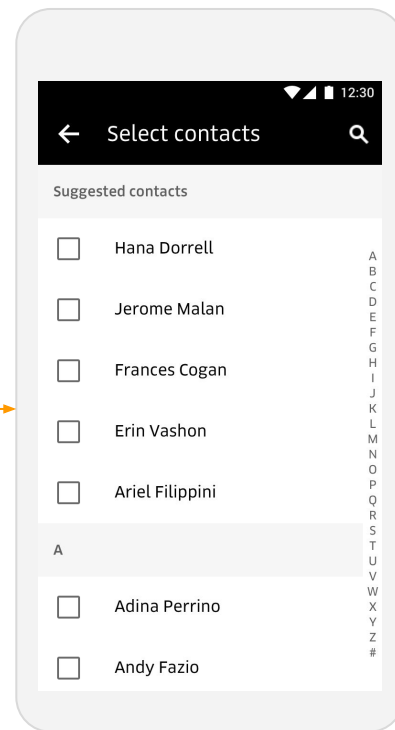 12:30
Select contacts
Suggested contacts
Hana Dorrell
Jerome Malan
Frances Cogan
Erin Vashon
Ariel Filippini
A
Adina Perrino
Andy Fazio
A
B
C
D
E
F
G
H
I
J
K
L
M
N
O
P
Q
R
S
T
U
V
W
X
Y
Z
#